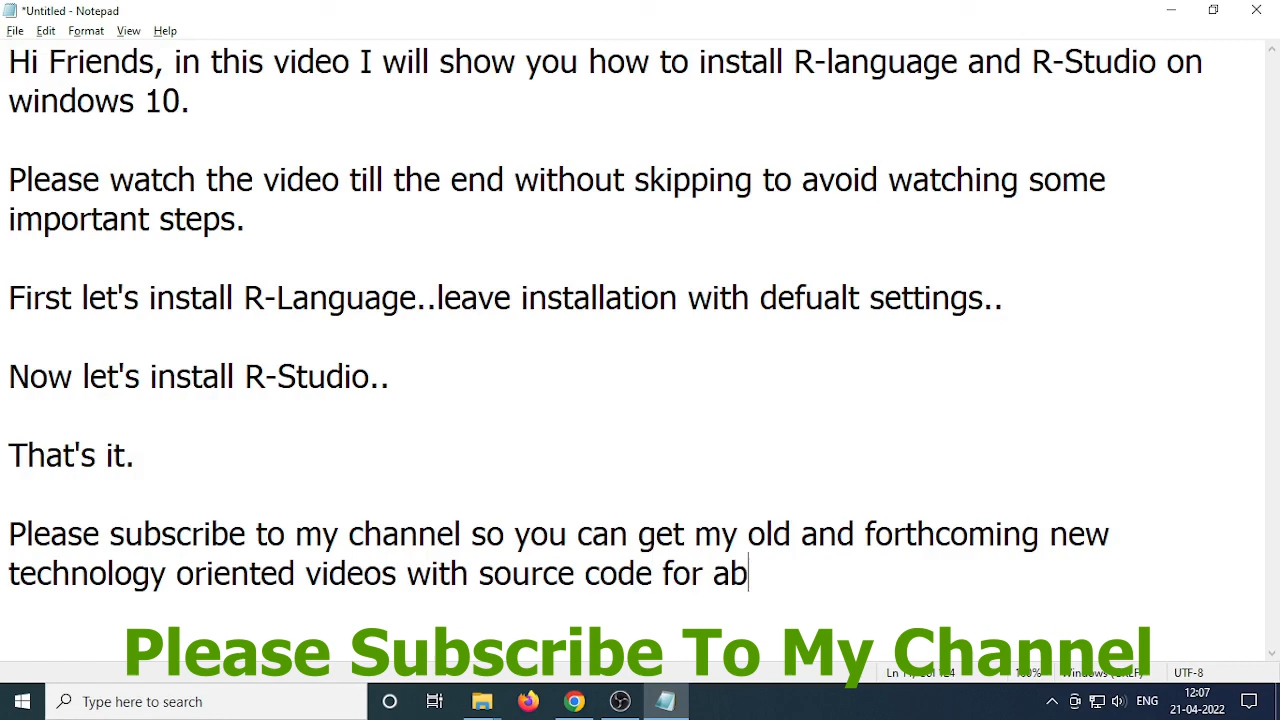 *Untitled - Notepad
File Edit Format View Help
Hi Friends, in this video I will show you how to install R-language and R-Studio on
windows 10.
Please watch the video till the end without skipping to avoid watching some
important steps.
First let's install R-Language..leave installation with defualt settings..
Now let's install R-Studio..
That's it.
Please subscribe to my channel so you can get my old and forthcoming new
technology oriented videos with source code for ab
Please Subscribe To My Channel
100% UTF-8
Type here to search
ENG
12:07
21-04-2022